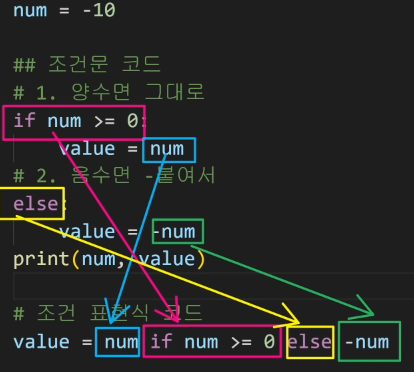 num = -10
## 조건문 코드
# 1. 양수면 그대로
if num >= 0:
value = num
# 2. 음수면 -붙여서
else:
value = -num
print(num, value)
# 조건 표현식 코드
value = num if num >= 0 else -num